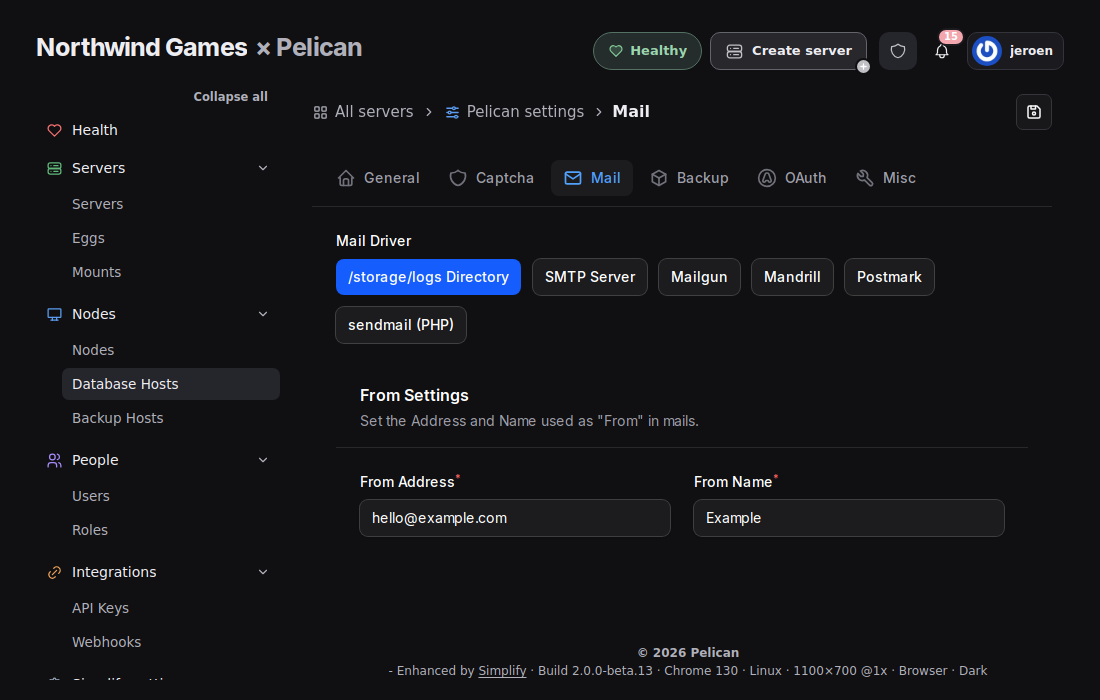 Northwind Games × Pelican
Healthy
Create server
15
jeroen
Collapse all
Health
Servers
Servers
Eggs
Mounts
Nodes
Nodes
Database Hosts
Backup Hosts
People
Users
Roles
Integrations
API Keys
Webhooks
All servers › Pelican settings › Mail
General
Captcha
Mail
Backup
OAuth
Misc
Mail Driver
/storage/logs Directory
SMTP Server
Mailgun
Mandrill
Postmark
sendmail (PHP)
From Settings
Set the Address and Name used as "From" in mails.
From Address*
From Name*
hello@example.com
Example
© 2026 Pelican
- Enhanced by Simplify · Build 2.0.0-beta.13 · Chrome 130 · Linux · 1100×700 @1x · Browser · Dark